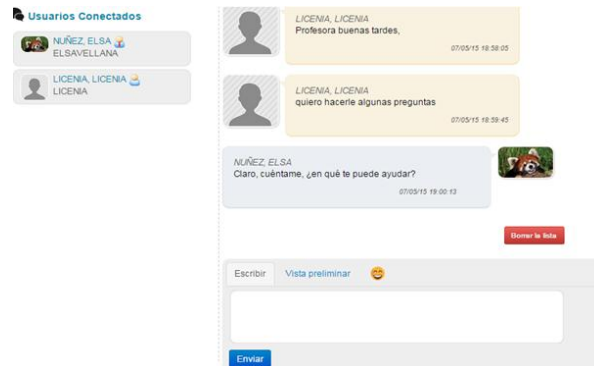 Usuarios Conectados
NUÑEZ, ELSA
ELSAVELLANA
LICENIA, LICENIA
LICENIA
LICENIA, LICENIA
Profesora buenas tardes,
07/05/15 18:58:05
LICENIA, LICENIA
quiero hacerle algunas preguntas
07/05/15 18:59:45
NUÑEZ, ELSA
Claro, cuéntame, ¿en qué te puede ayudar?
07/05/15 19:00:13
Borrar la lista
Escribir
Vista preliminar
Enviar